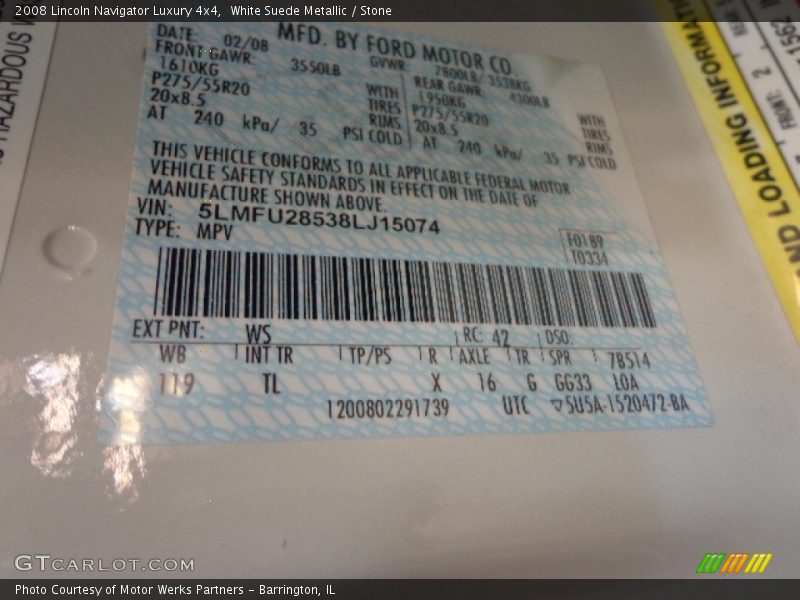 2008 Lincoln Navigator Luxury 4x4,  White Suede Metallic / Stone
HAZARDOUS
DATE: 02/08 MFD. BY FORD MOTOR CO.
FRONT GAWR: 3550LB GVWR: 7800LB/ 3538KG
1610KG WITH REAR GAWR: 4300LB
P275/55R20 TIRES 1950KG WITH
20x8.5 RIMS P275/55R20 TIRES
AT 240 kPa/ 35 PSI COLD 20x8.5 RIMS
AT 240 kPa/ 35 PSI COLD
THIS VEHICLE CONFORMS TO ALL APPLICABLE FEDERAL MOTOR
VEHICLE SAFETY STANDARDS IN EFFECT ON THE DATE OF
MANUFACTURE SHOWN ABOVE.
VIN: 5LMFU28538LJ15074
TYPE: MPV
F0189
T0334
EXT PNT: WS RC: 42 DSO:
WB INT TR TP/PS R AXLE TR SPR 7B514
119 TL X 16 G GG33 LOA
1200802291739 UTC ▽5U5A-1520472-BA
ND LOADING INFORMATI
FRONT: 2
GTCARLOT.COM
Photo Courtesy of Motor Werks Partners - Barrington, IL